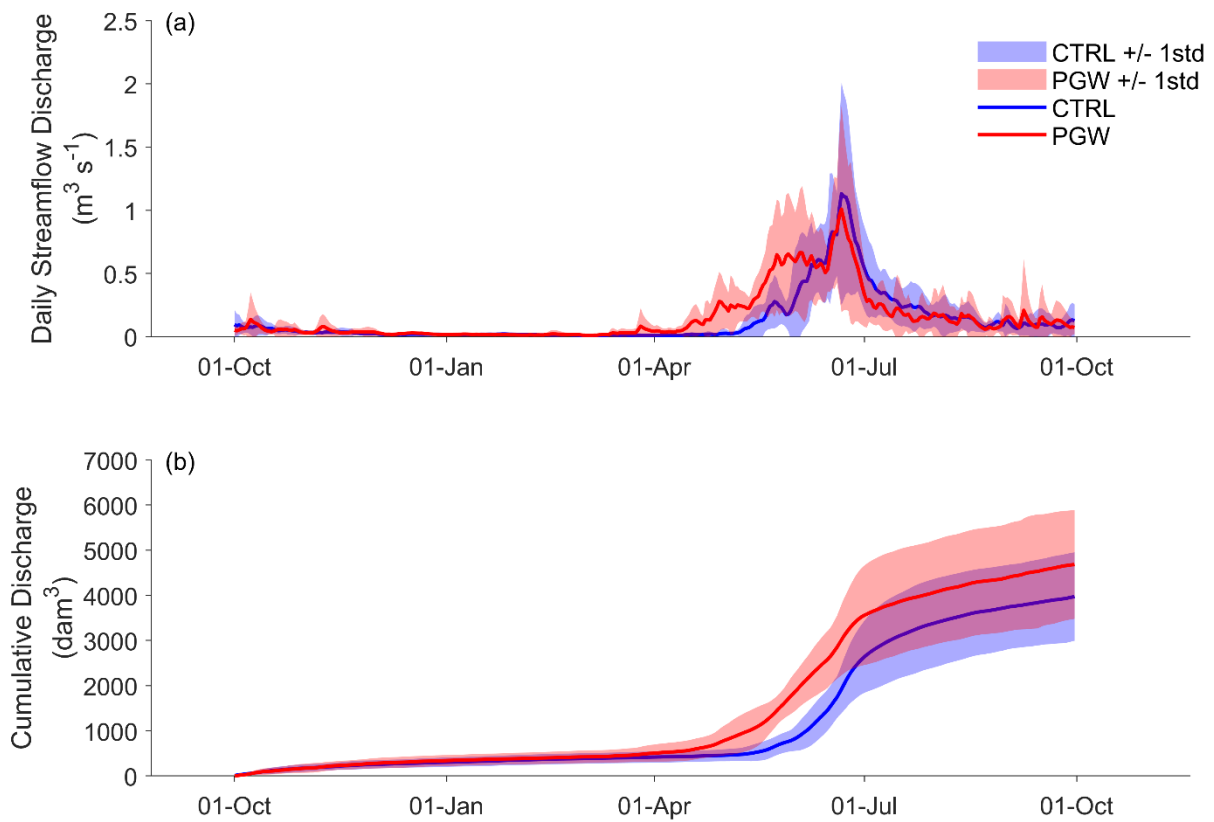 (a)
2.5
2
1.5
1
0.5
0
Daily Streamflow Discharge
(m³ s⁻¹)
CTRL +/- 1std
PGW +/- 1std
CTRL
PGW
01-Oct 01-Jan 01-Apr 01-Jul 01-Oct
(b)
7000
6000
5000
4000
3000
2000
1000
0
Cumulative Discharge
(dam³)
01-Oct 01-Jan 01-Apr 01-Jul 01-Oct